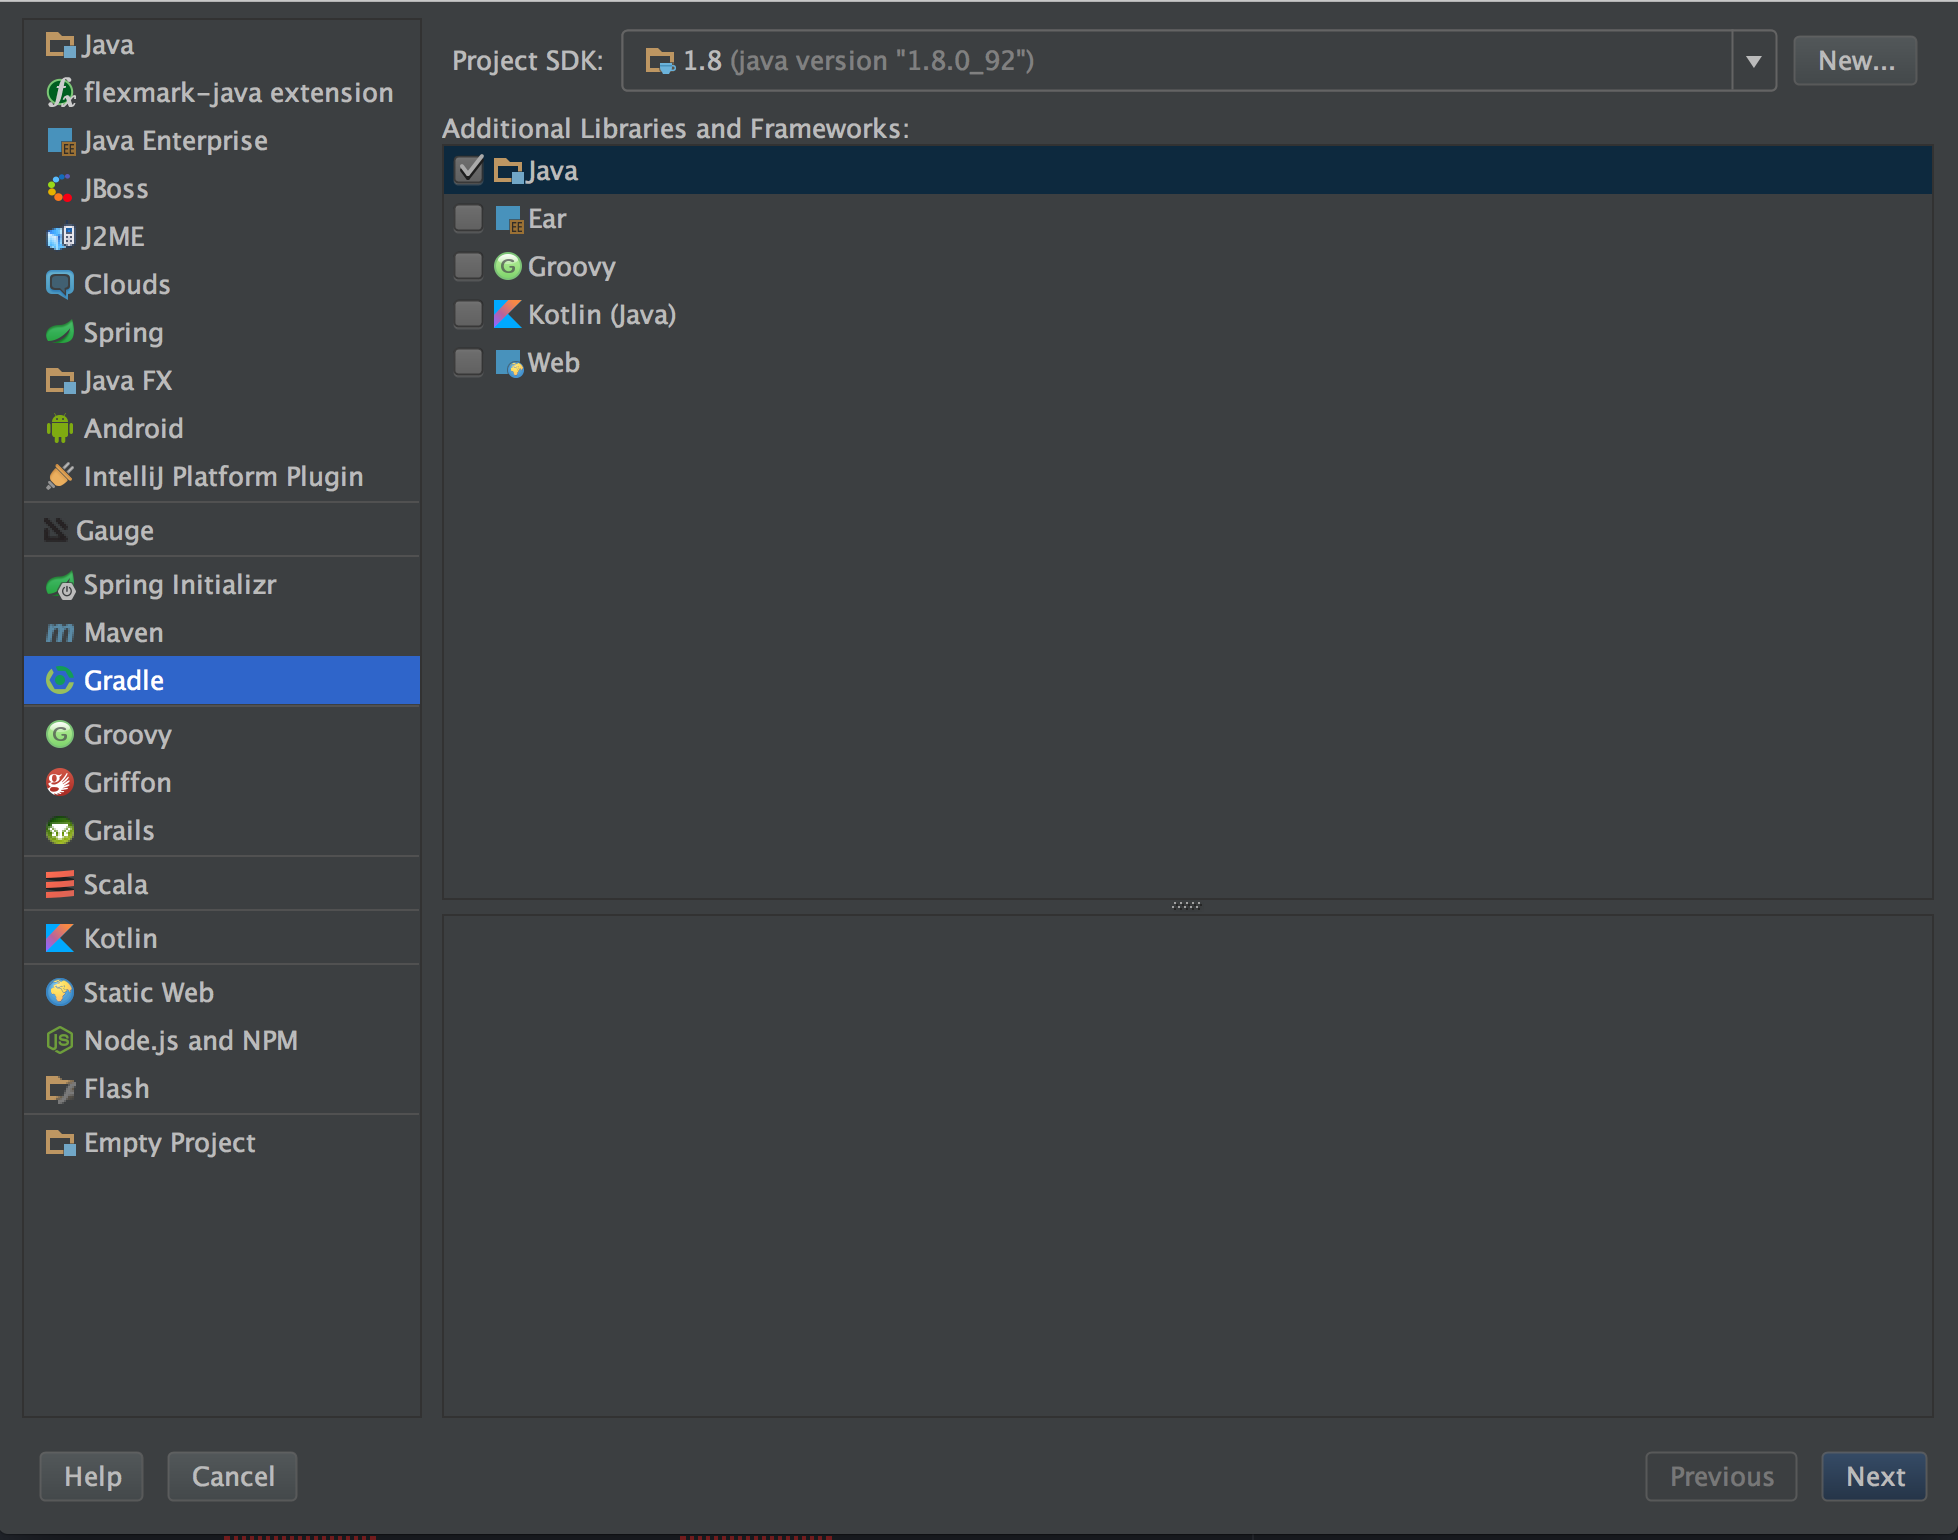 Java
flexmark-java extension
Java Enterprise
JBoss
J2ME
Clouds
Spring
Java FX
Android
IntelliJ Platform Plugin
Gauge
Spring Initializr
Maven
Gradle
Groovy
Griffon
Grails
Scala
Kotlin
Static Web
Node.js and NPM
Flash
Empty Project
Project SDK: 1.8 (java version "1.8.0_92") New...
Additional Libraries and Frameworks:
Java
Ear
Groovy
Kotlin (Java)
Web
Help Cancel Previous Next